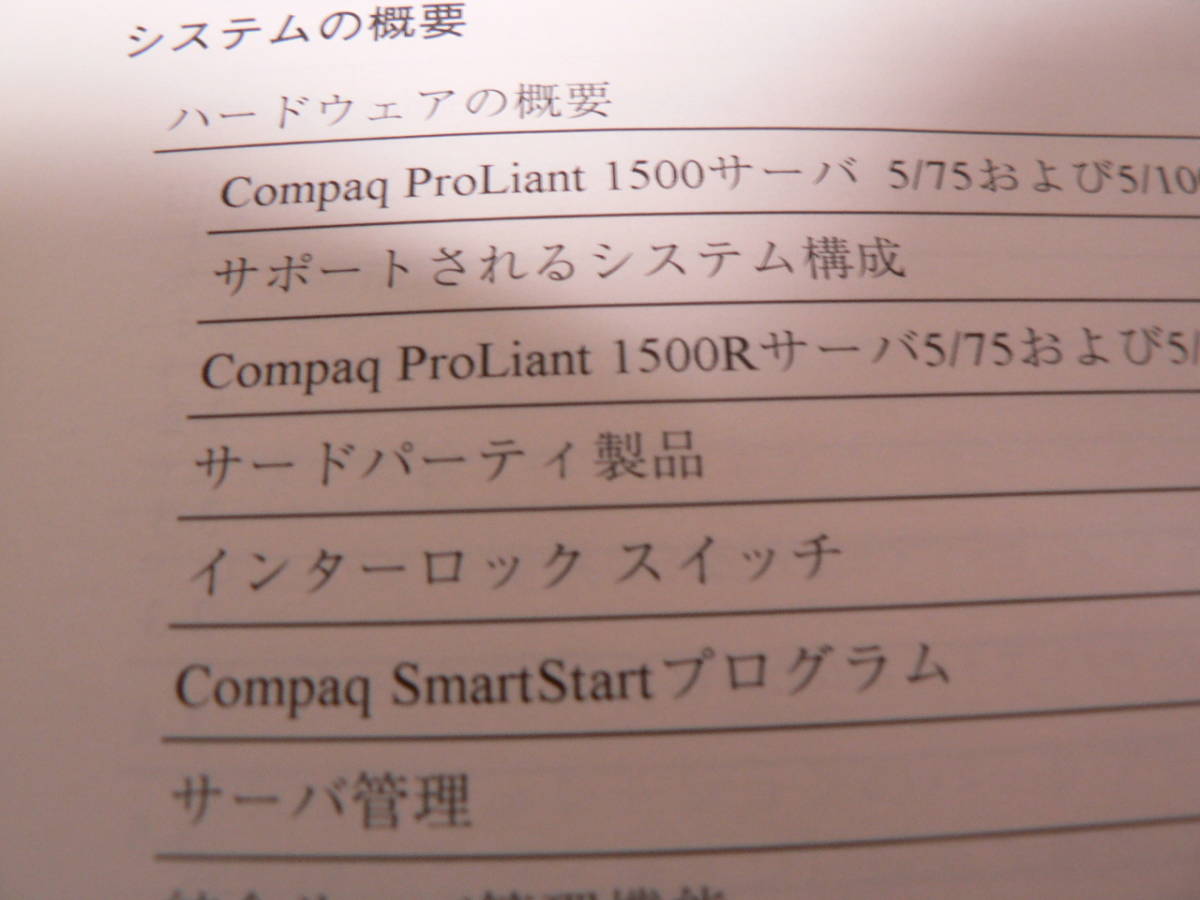 システムの概要
ハードウェアの概要
Compaq ProLiant 1500サーバ 5/75および5/100
サポートされるシステム構成
Compaq ProLiant 1500Rサーバ5/75および5/
サードパーティ製品
インターロック スイッチ
Compaq SmartStartプログラム
サーバ管理